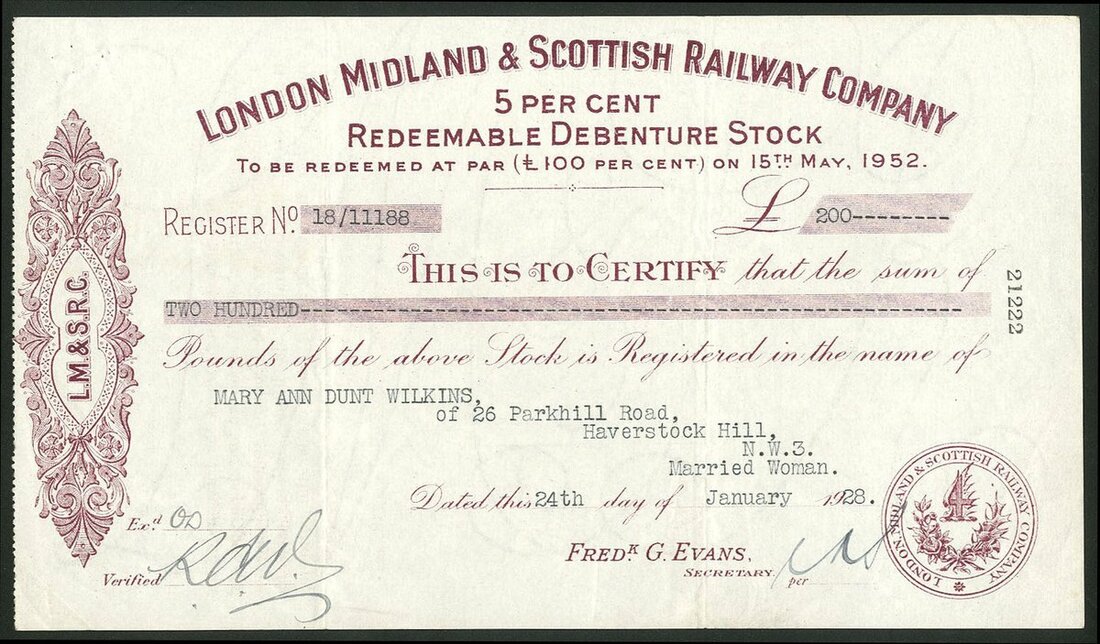 LONDON MIDLAND & SCOTTISH RAILWAY COMPANY
5 PER CENT
REDEEMABLE DEBENTURE STOCK
TO BE REDEEMED AT PAR (£100 PER CENT) ON 15TH MAY, 1952.
REGISTER No 18/11188 £ 200--------
THIS IS TO CERTIFY that the sum of
TWO HUNDRED
21222
Pounds of the above Stock is Registered in the name of
MARY ANN DUNT WILKINS,
of 26 Parkhill Road,
Haverstock Hill,
N.W.3.
Married Woman.
Dated this 24th day of January 1928.
L.M.&S.R.C.
Exd
FREDK G. EVANS,
SECRETARY.
per
Verified
LONDON MIDLAND & SCOTTISH RAILWAY COMPANY